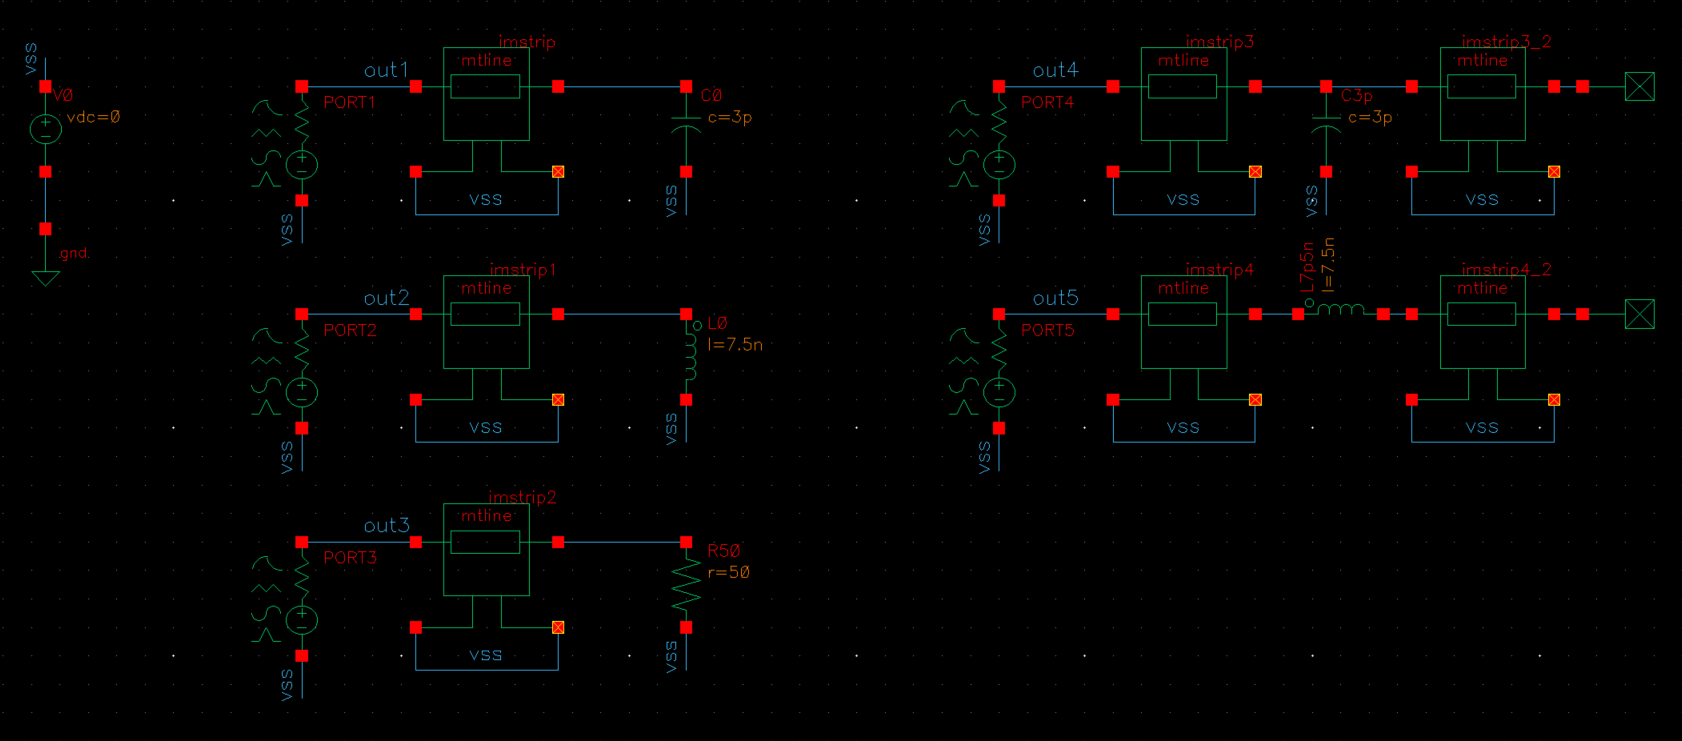 VSS
V0
vdc=0
gnd
out1
PORT1
VSS
imstrip
mtline
VSS
C0
c=3p
VSS
out4
PORT4
VSS
imstrip3
mtline
VSS
C3p
c=3p
VSS
imstrip3_2
mtline
VSS
out2
PORT2
VSS
imstrip1
mtline
VSS
L0
l=7.5n
VSS
out5
PORT5
VSS
imstrip4
mtline
VSS
L7p5n
l=7.5n
imstrip4_2
mtline
VSS
out3
PORT3
VSS
imstrip2
mtline
VSS
R50
r=50
VSS